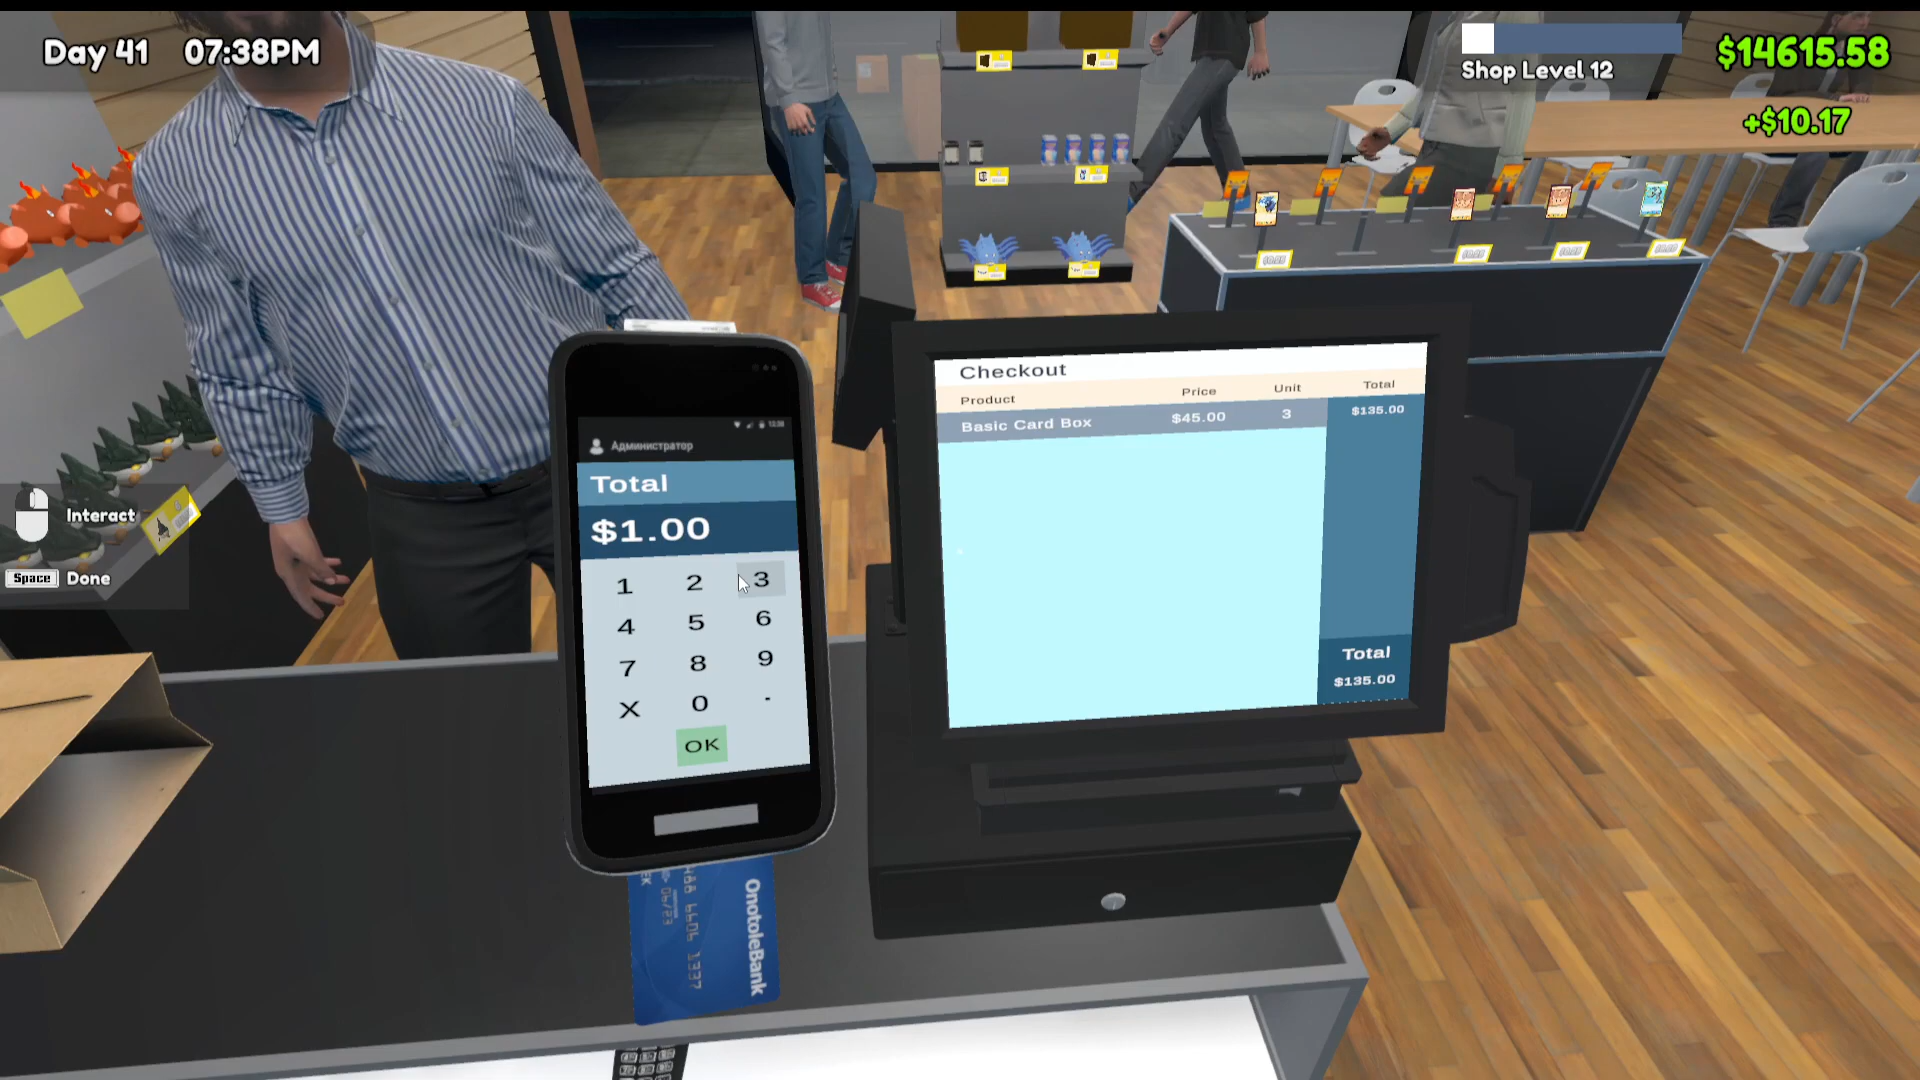 Day 41 07:38PM
Shop Level 12
$14615.58
+$10.17
Interact
Space Done
12:38
Администратор
Total
$1.00
1 2 3
4 5 6
7 8 9
X 0 .
OK
Checkout
Product Price Unit Total
Basic Card Box $45.00 3 $135.00
Total
$135.00
OnotoleBank